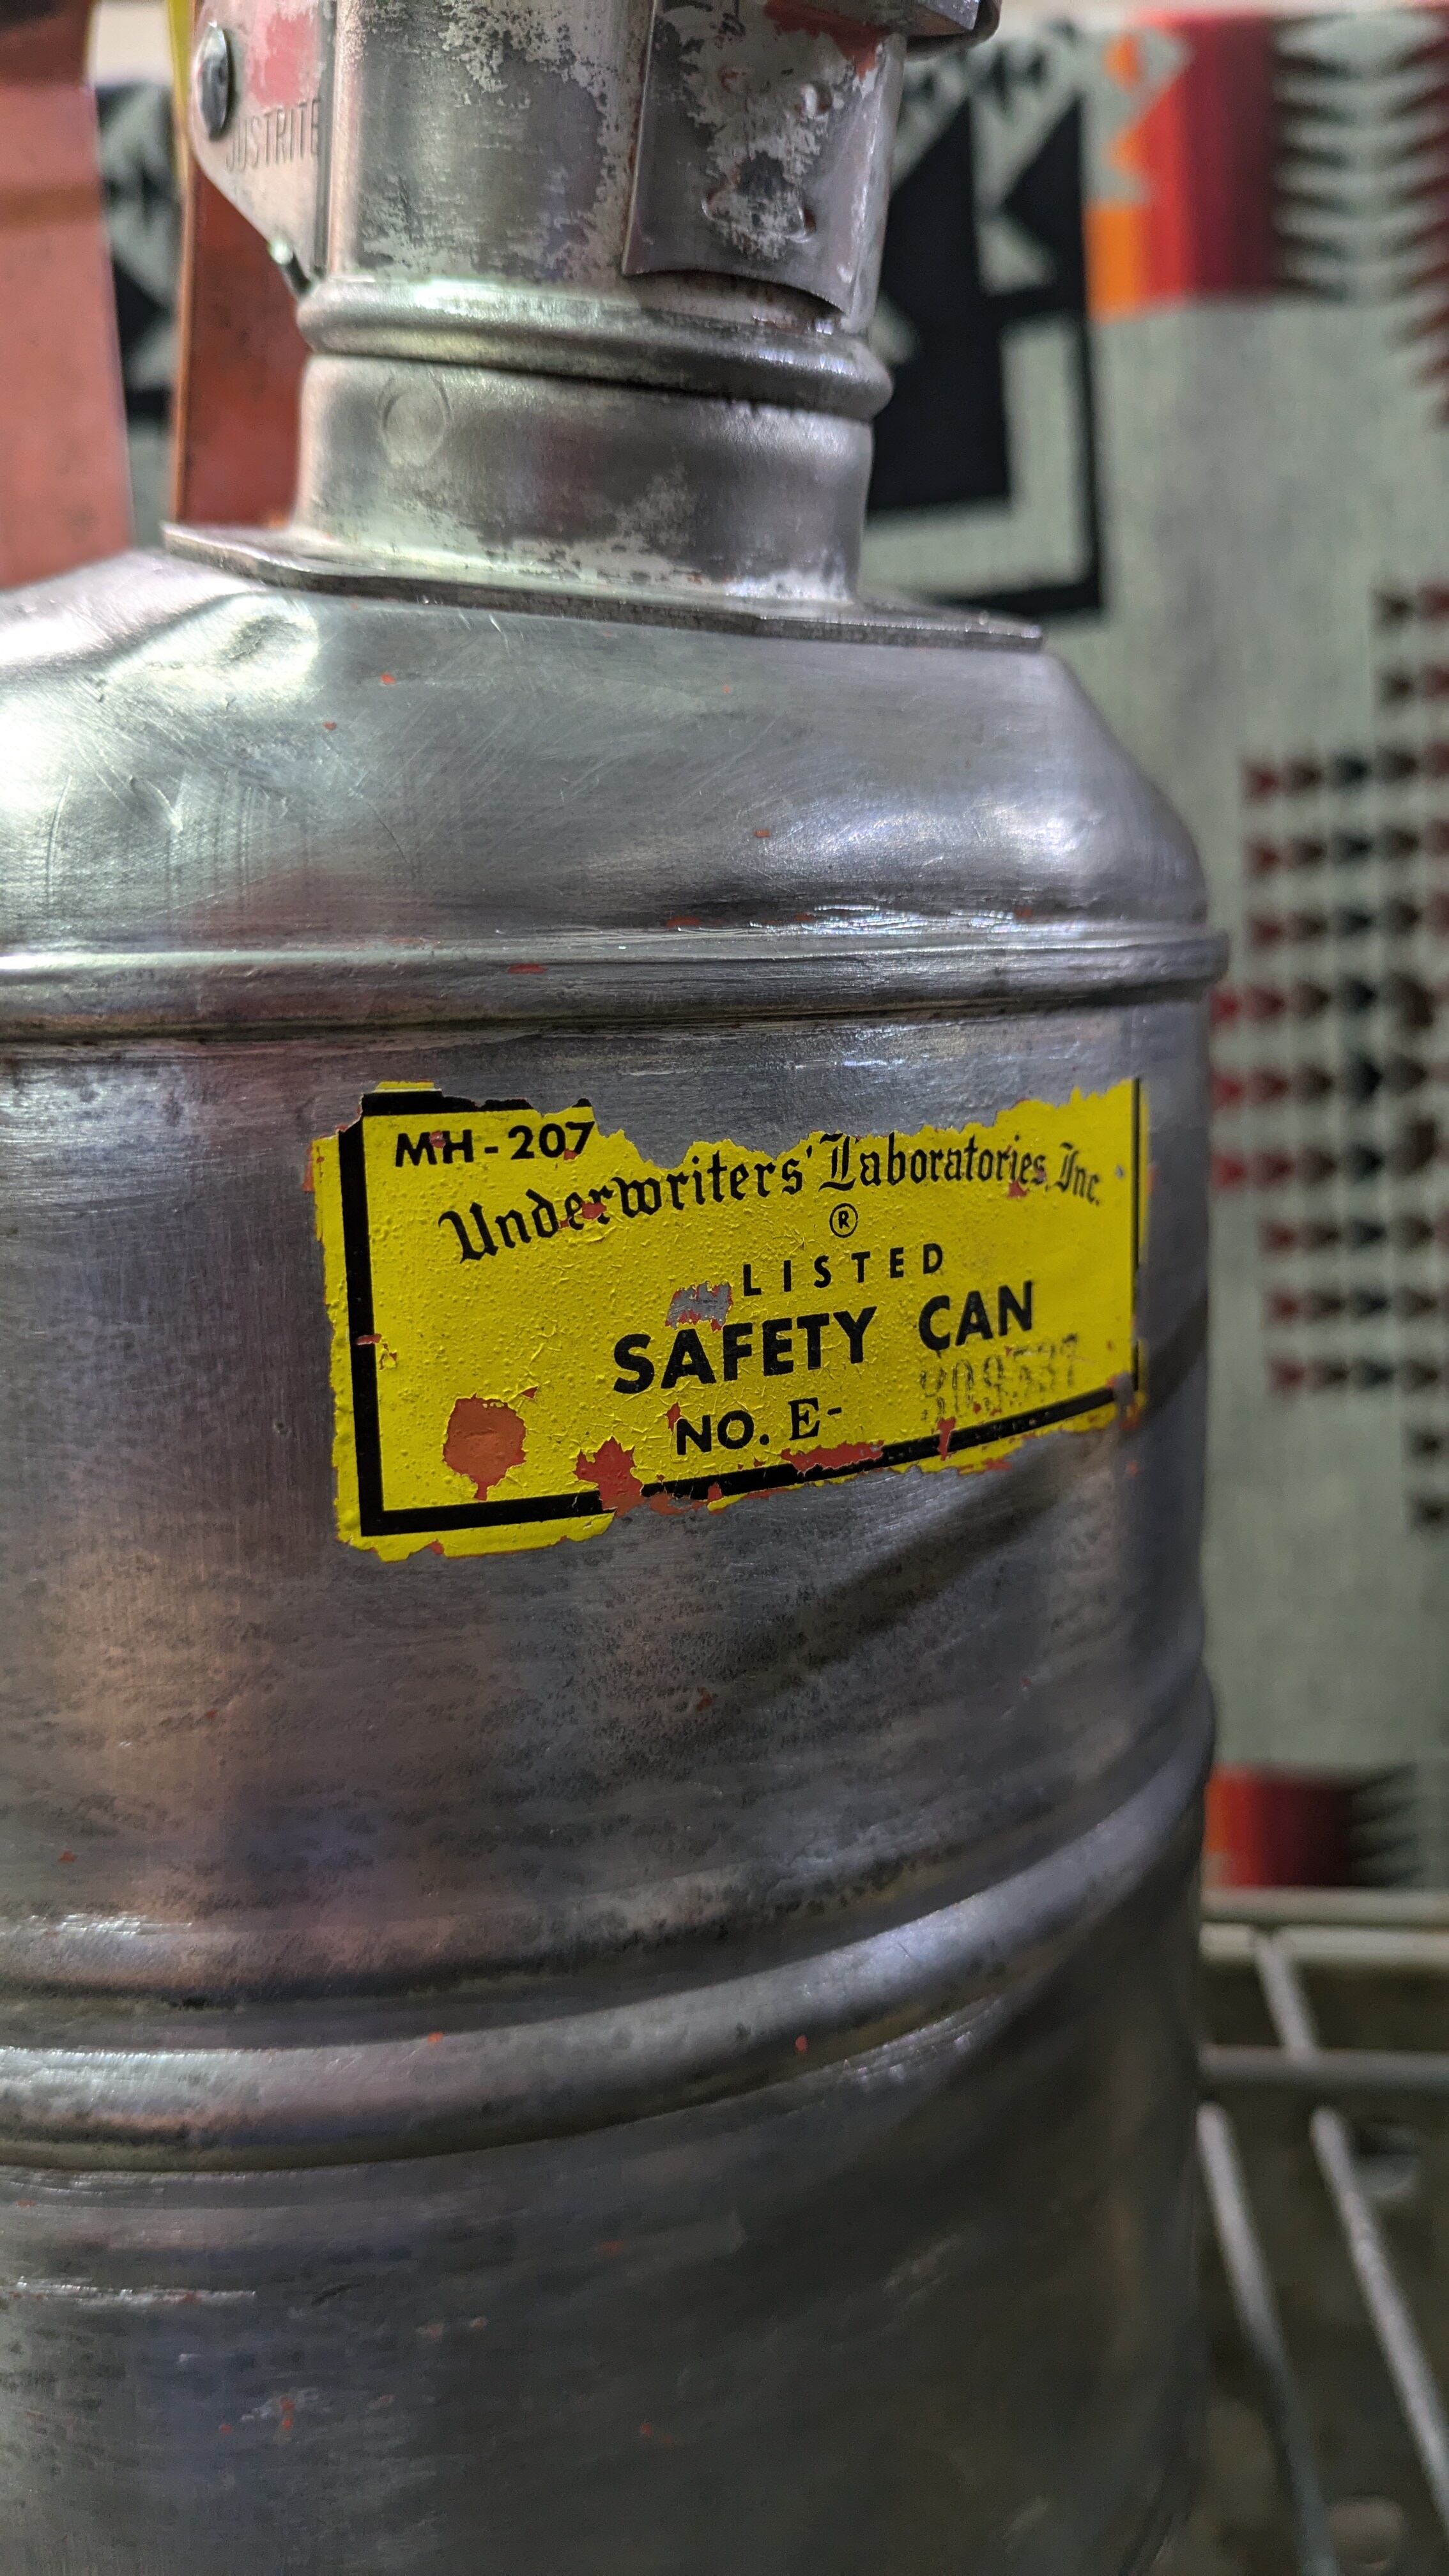 JUSTRITE
MH-207
Underwriters' Laboratories, Inc.
®
LISTED
SAFETY CAN
NO. E-